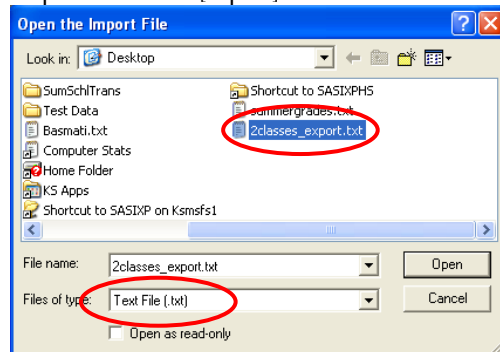 Open the Import File
Look in: Desktop
SumSchlTrans
Test Data
Basmati.txt
Computer Stats
Home Folder
KS Apps
Shortcut to SASIXP on Ksmsfs1
Shortcut to SASIXPHS
summergrades.txt
2classes_export.txt
File name: 2classes_export.txt
Open
Files of type: Text File (.txt)
Cancel
Open as read-only